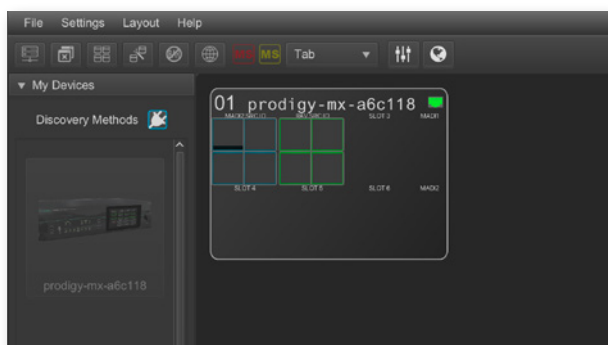 File Settings Layout Help
MS Tab
My Devices
Discovery Methods
prodigy-mx-a6c118
01 prodigy-mx-a6c118
SLOT 3 MADI1
SLOT 4 SLOT 5 SLOT 6 MADI2